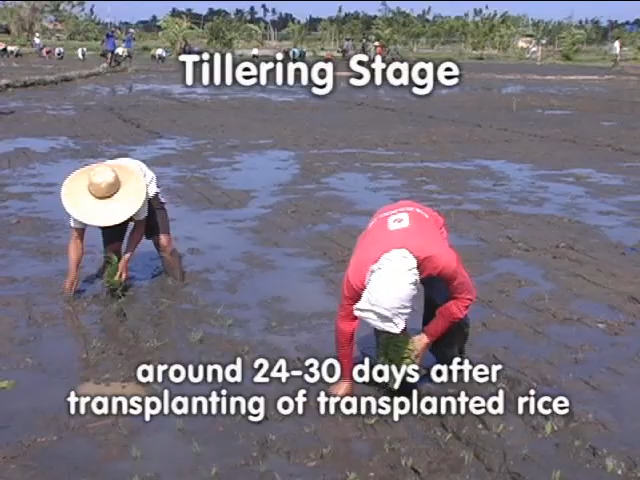 Tillering Stage
around 24-30 days after
transplanting of transplanted rice